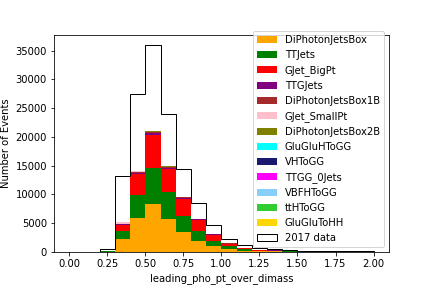 35000
30000
25000
20000
15000
10000
5000
0
Number of Events
0.00 0.25 0.50 0.75 1.00 1.25 1.50 1.75 2.00
leading_pho_pt_over_dimass
DiPhotonJetsBox
TTJets
GJet_BigPt
TTGJets
DiPhotonJetsBox1B
GJet_SmallPt
DiPhotonJetsBox2B
GluGluHToGG
VHToGG
TTGG_0Jets
VBFHToGG
ttHToGG
GluGluToHH
2017 data